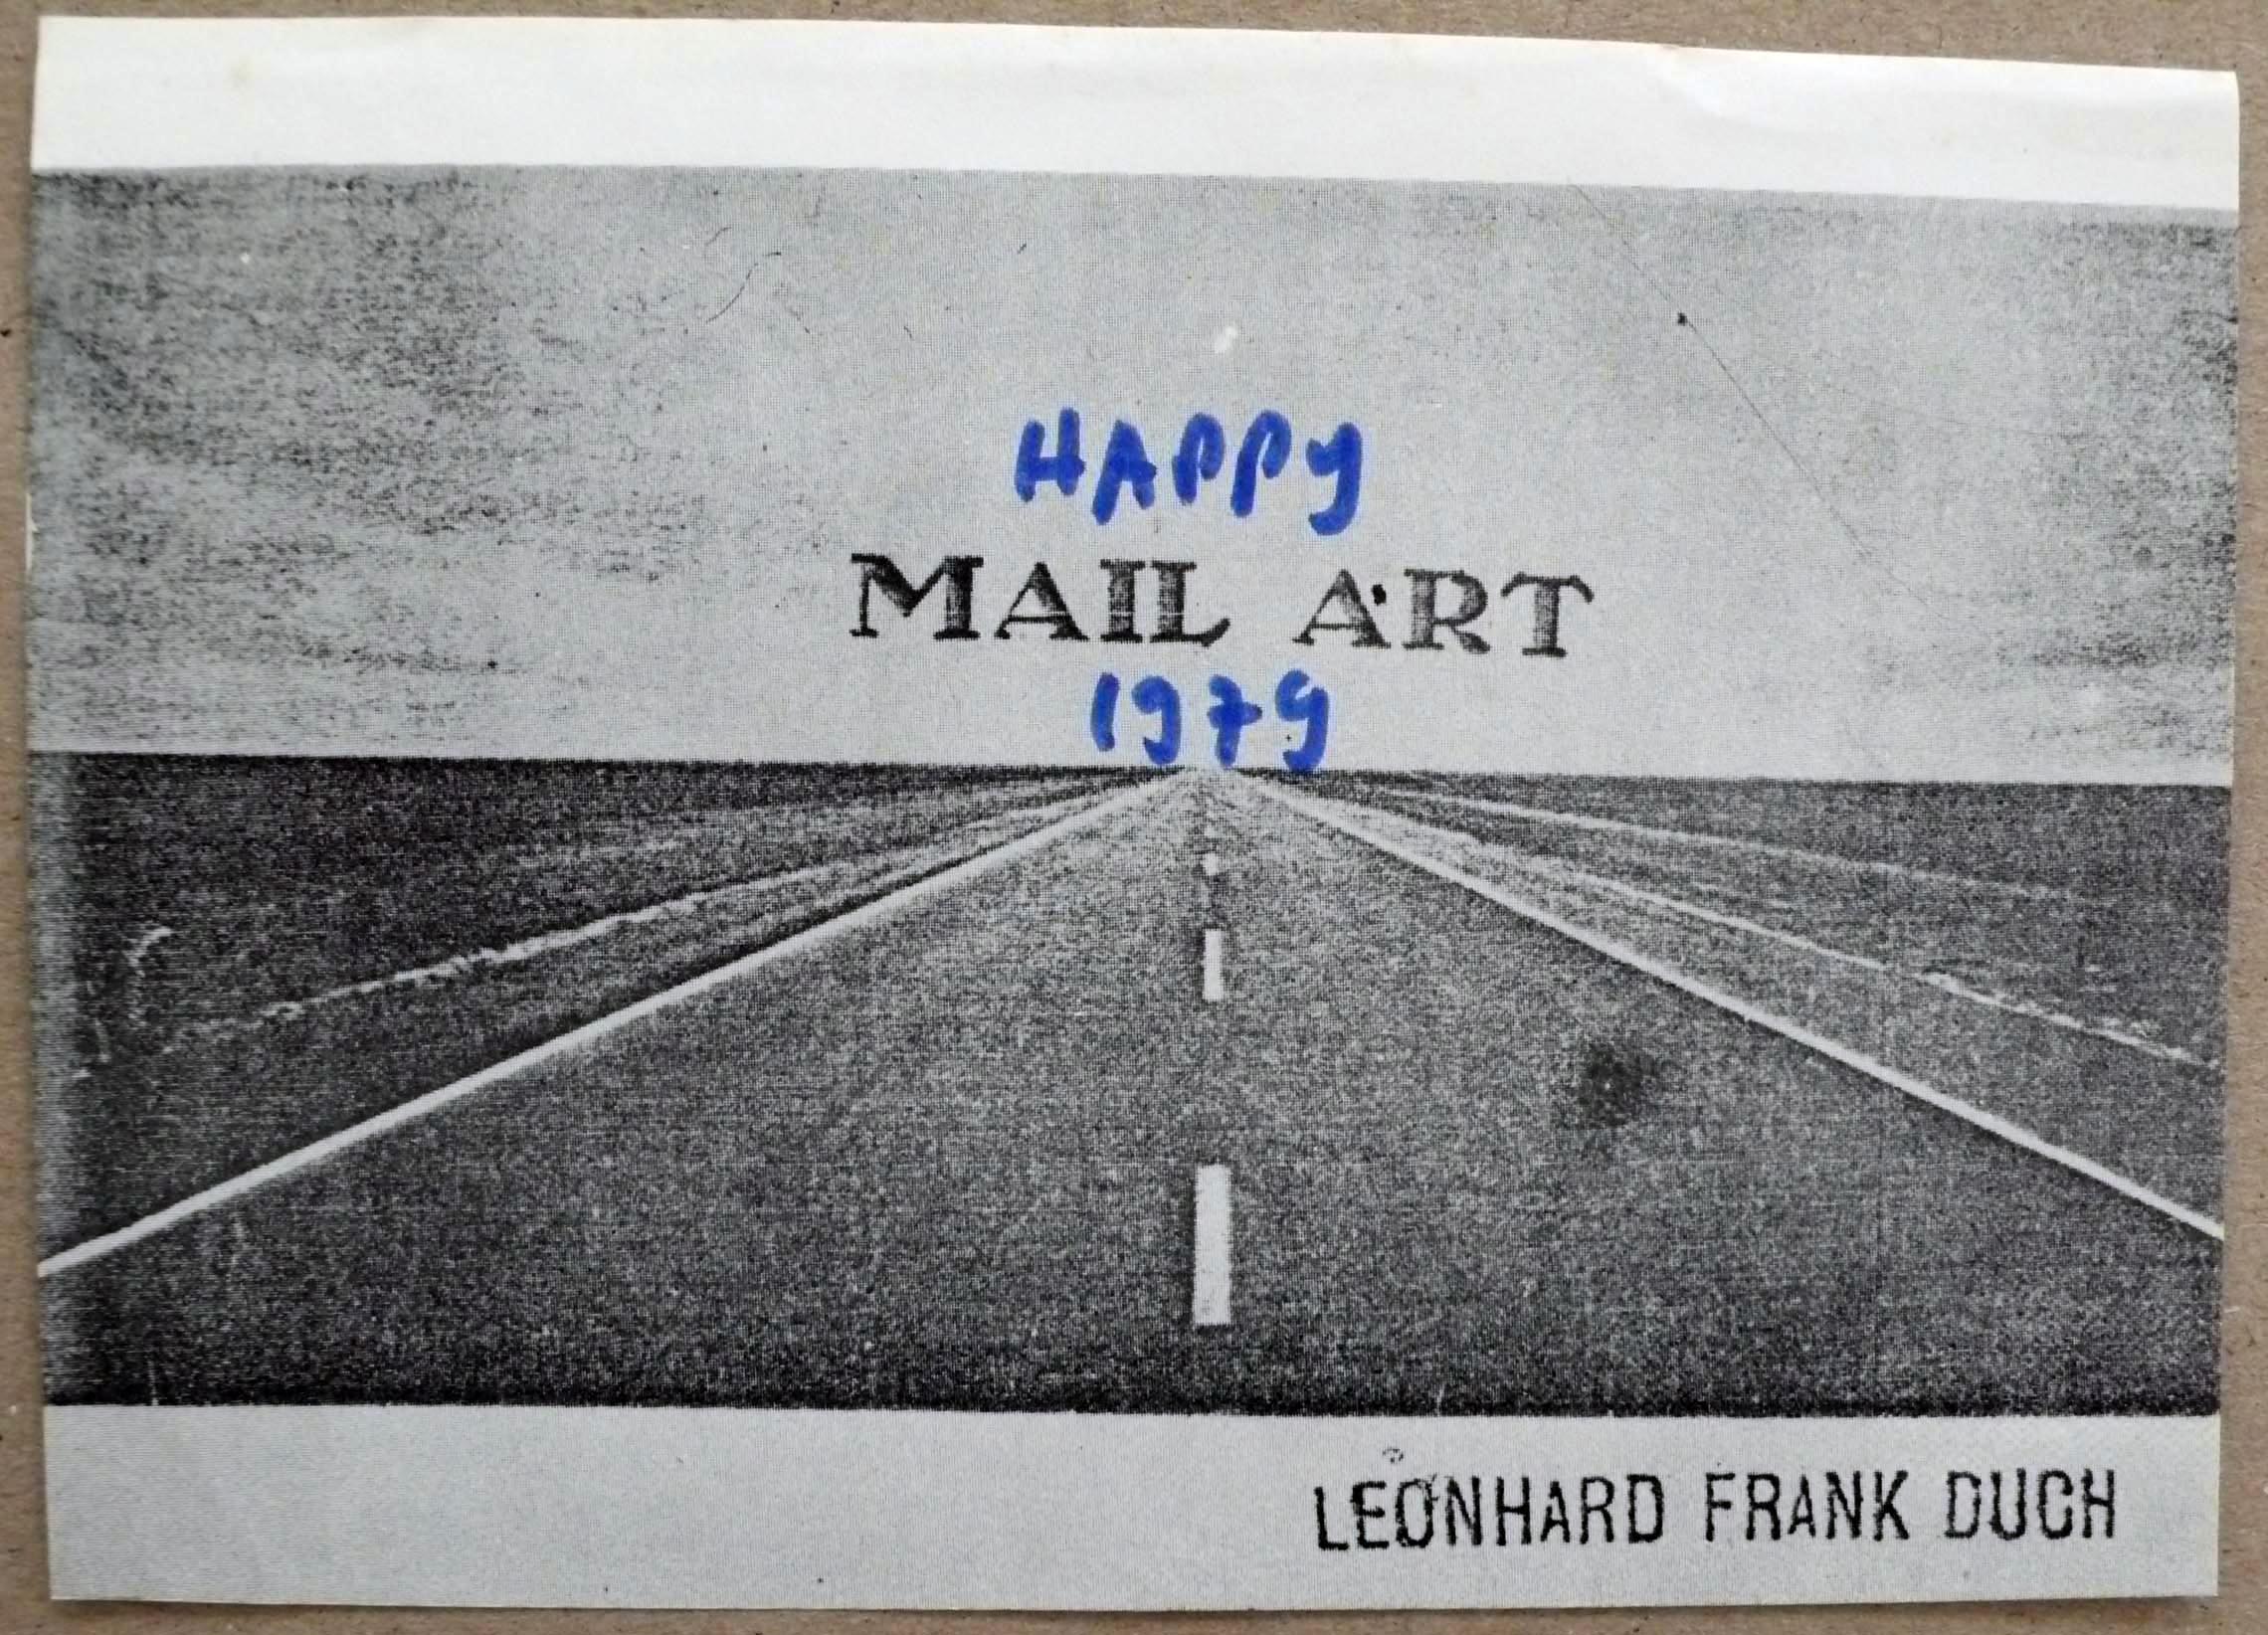 HAPPY
MAIL ART
1979
LEONHARD FRANK DUCH